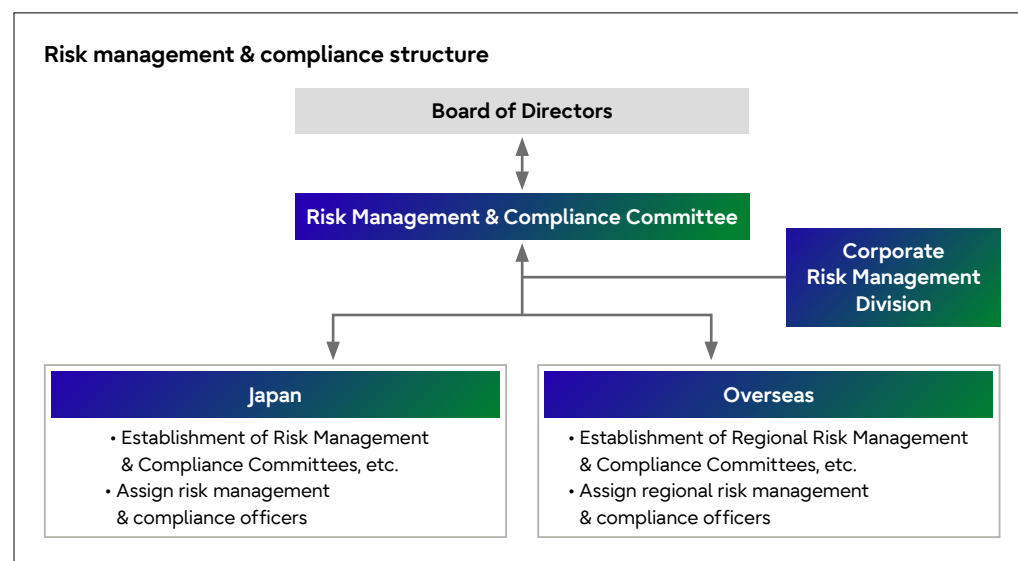 Risk management & compliance structure
Board of Directors
Risk Management & Compliance Committee
Corporate
Risk Management
Division
Japan
• Establishment of Risk Management
& Compliance Committees, etc.
• Assign risk management
& compliance officers
Overseas
• Establishment of Regional Risk Management
& Compliance Committees, etc.
• Assign regional risk management
& compliance officers